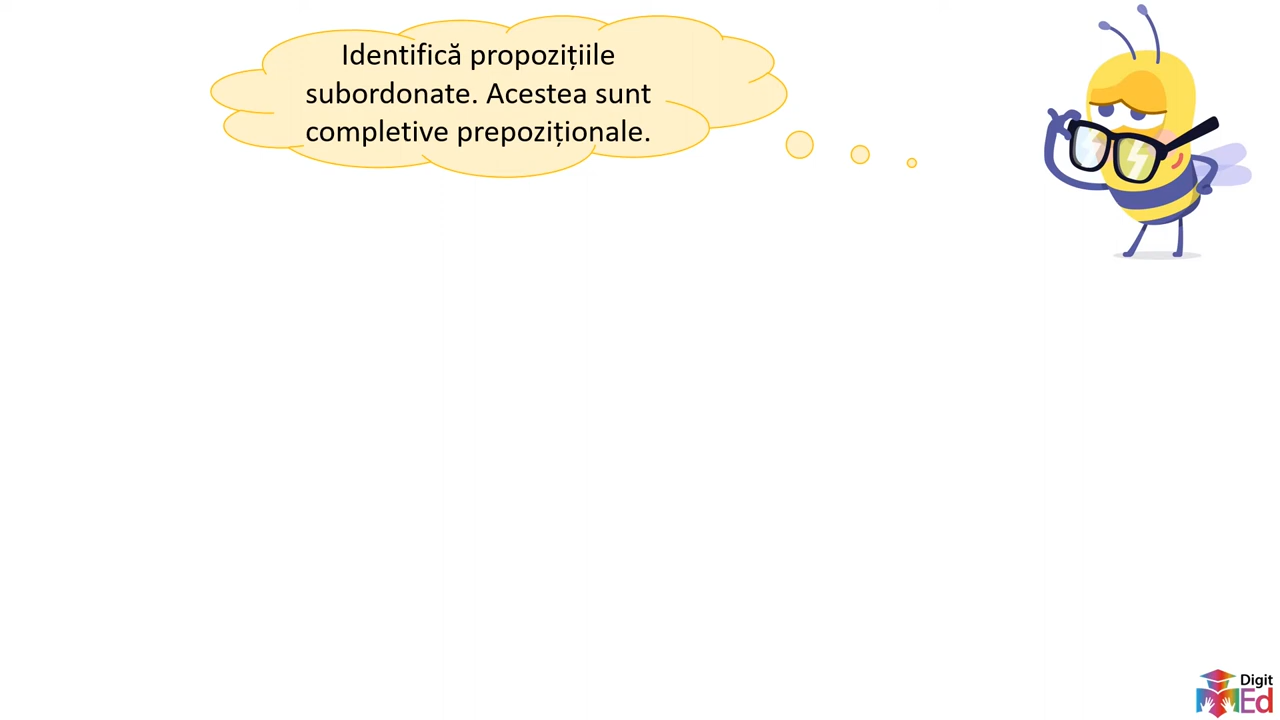 Identifică propozițiile
subordonate. Acestea sunt
completive prepoziționale.
Digit
Ed